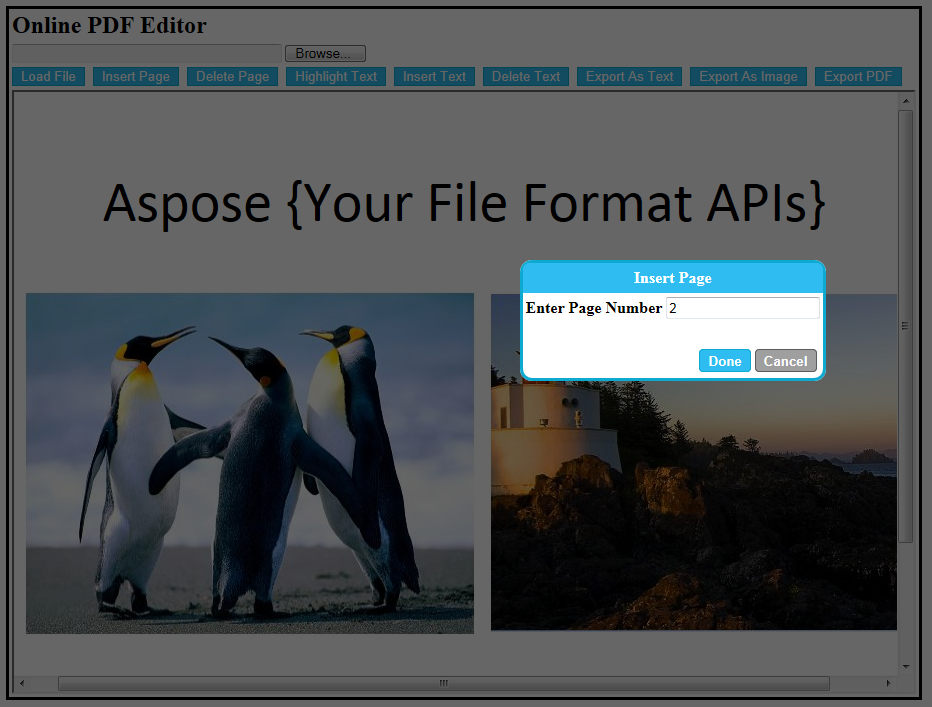 Online PDF Editor
Browse...
Load File Insert Page Delete Page Highlight Text Insert Text Delete Text Export As Text Export As Image Export PDF
Aspose {Your File Format APIs}
Insert Page
Enter Page Number 2
Done Cancel